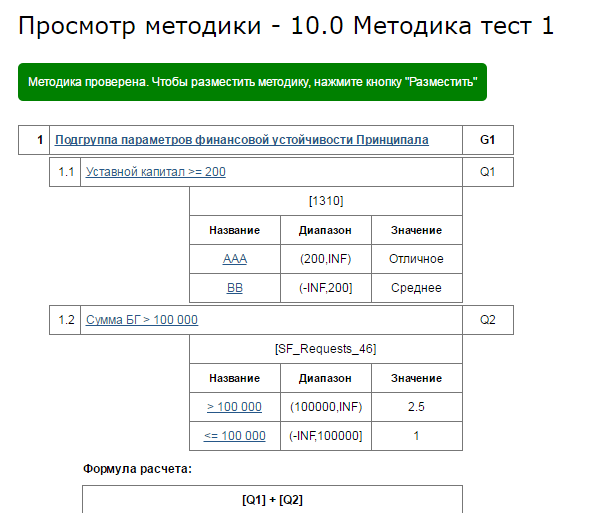 Просмотр методики - 10.0 Методика тест 1
Методика проверена. Чтобы разместить методику, нажмите кнопку "Разместить"
1 Подгруппа параметров финансовой устойчивости Принципала G1
1.1 Уставной капитал >= 200 Q1
[1310]
Название Диапазон Значение
AAA (200,INF) Отличное
BB (-INF,200] Среднее
1.2 Сумма БГ > 100 000 Q2
[SF_Requests_46]
Название Диапазон Значение
> 100 000 (100000,INF) 2.5
<= 100 000 (-INF,100000] 1
Формула расчета:
[Q1] + [Q2]